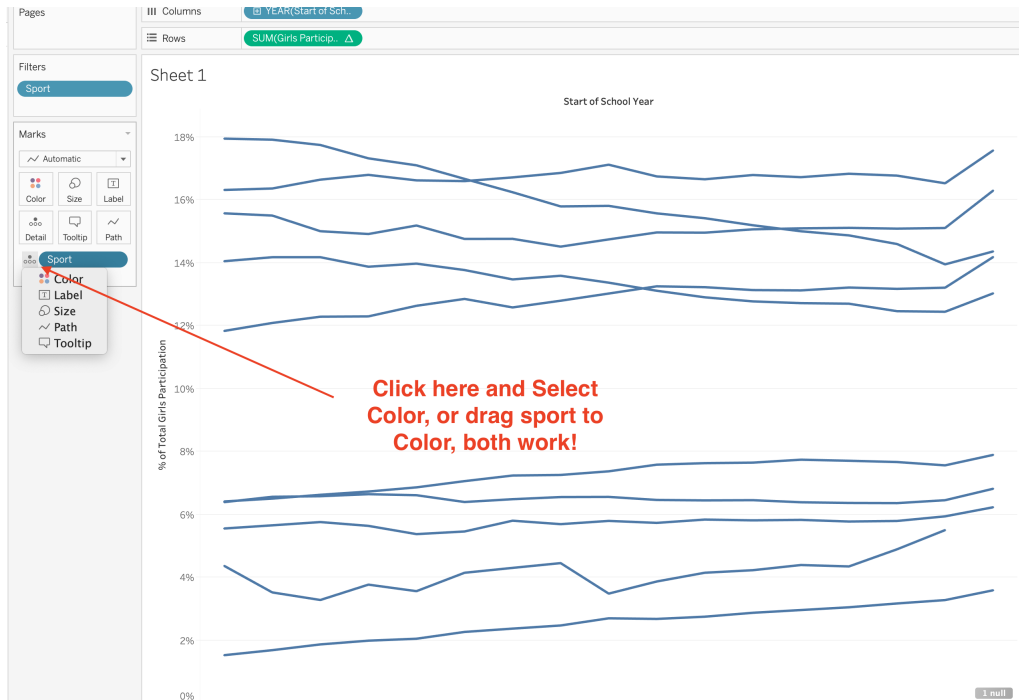 Pages
Columns
YEAR(Start of Sch..
Rows
SUM(Girls Particip..
Filters
Sport
Sheet 1
Start of School Year
Marks
Automatic
Color
Size
Label
Detail
Tooltip
Path
Sport
Color
Label
Size
Path
Tooltip
% of Total Girls Participation
18%
16%
14%
12%
10%
8%
6%
4%
2%
0%
Click here and Select
Color, or drag sport to
Color, both work!
1 null